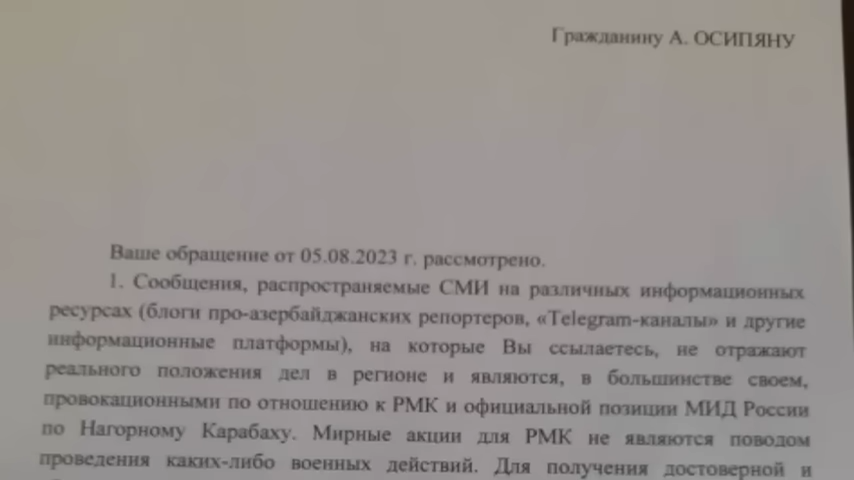 Гражданину А. ОСИПЯНУ
Ваше обращение от 05.08.2023 г. рассмотрено.
1. Сообщения, распространяемые СМИ на различных информационных
ресурсах (блоги про-азербайджанских репортеров, «Telegram-каналы» и другие
информационные платформы), на которые Вы ссылаетесь, не отражают
реального положения дел в регионе и являются, в большинстве своем,
провокационными по отношению к РМК и официальной позиции МИД России
по Нагорному Карабаху. Мирные акции для РМК не являются поводом
проведения каких-либо военных действий. Для получения достоверной и